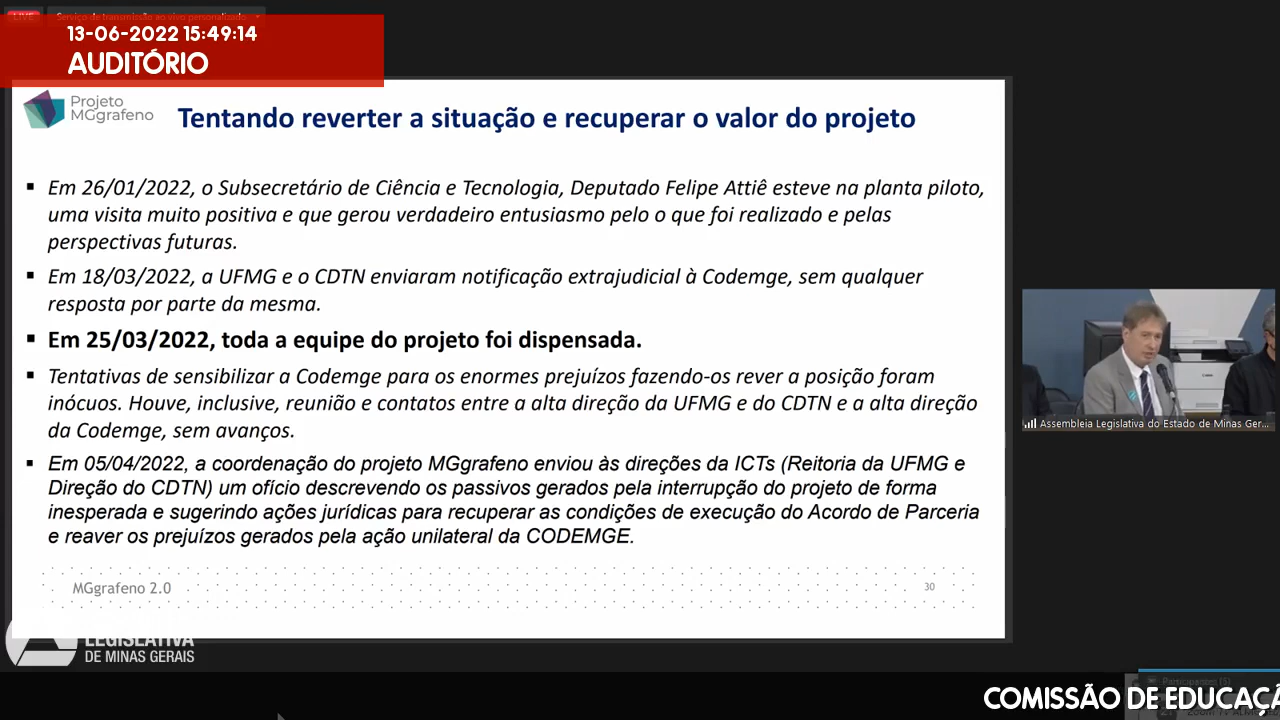 LIVE
Serviço de transmissão ao vivo personalizado
13-06-2022 15:49:14
AUDITÓRIO
Projeto
MGgrafeno
Tentando reverter a situação e recuperar o valor do projeto
▪ Em 26/01/2022, o Subsecretário de Ciência e Tecnologia, Deputado Felipe Attiê esteve na planta piloto,
uma visita muito positiva e que gerou verdadeiro entusiasmo pelo o que foi realizado e pelas
perspectivas futuras.
▪ Em 18/03/2022, a UFMG e o CDTN enviaram notificação extrajudicial à Codemge, sem qualquer
resposta por parte da mesma.
▪ Em 25/03/2022, toda a equipe do projeto foi dispensada.
▪ Tentativas de sensibilizar a Codemge para os enormes prejuízos fazendo-os rever a posição foram
inócuos. Houve, inclusive, reunião e contatos entre a alta direção da UFMG e do CDTN e a alta direção
da Codemge, sem avanços.
▪ Em 05/04/2022, a coordenação do projeto MGgrafeno enviou às direções da ICTs (Reitoria da UFMG e
Direção do CDTN) um ofício descrevendo os passivos gerados pela interrupção do projeto de forma
inesperada e sugerindo ações jurídicas para recuperar as condições de execução do Acordo de Parceria
e reaver os prejuízos gerados pela ação unilateral da CODEMGE.
MGgrafeno 2.0
30
Assembleia Legislativa do Estado de Minas Ger...
LEGISLATIVA
DE MINAS GERAIS
Participantes (5)
COMISSÃO DE EDUCAÇÃ